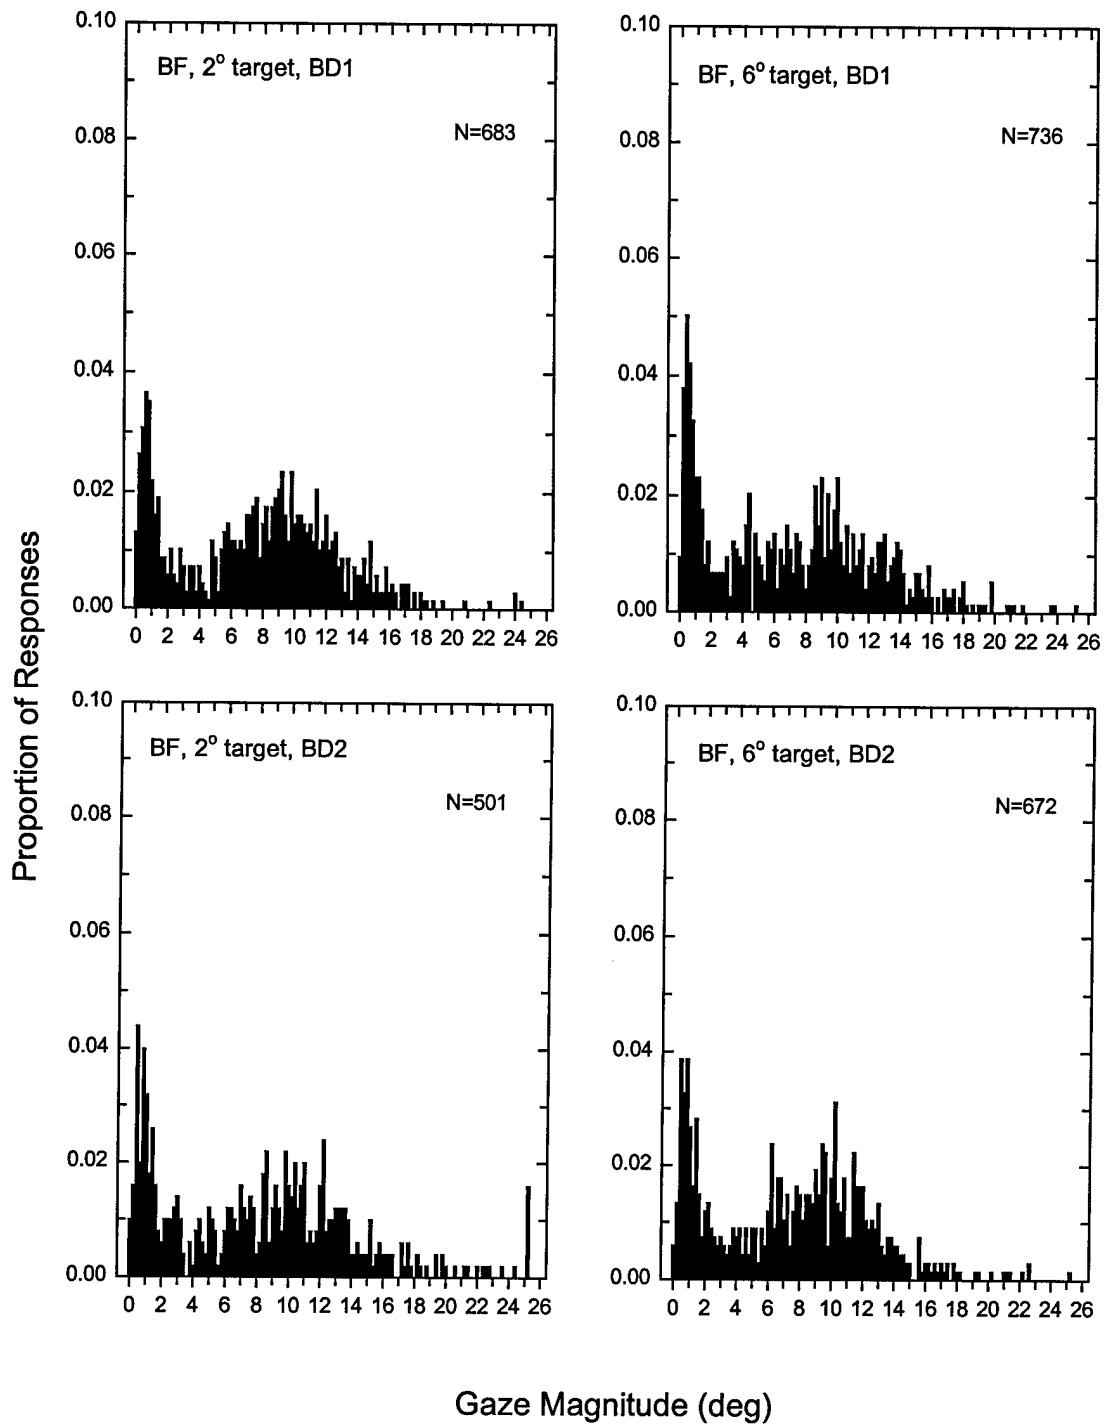 0.10
BF, 2° target, BD1
N=683
0.08
0.06
0.04
0.02
0.00
0 2 4 6 8 10 12 14 16 18 20 22 24 26
0.10
BF, 6° target, BD1
N=736
0.08
0.06
0.04
0.02
0.00
0 2 4 6 8 10 12 14 16 18 20 22 24 26
Proportion of Responses
0.10
BF, 2° target, BD2
N=501
0.08
0.06
0.04
0.02
0.00
0 2 4 6 8 10 12 14 16 18 20 22 24 26
0.10
BF, 6° target, BD2
N=672
0.08
0.06
0.04
0.02
0.00
0 2 4 6 8 10 12 14 16 18 20 22 24 26
Gaze Magnitude (deg)